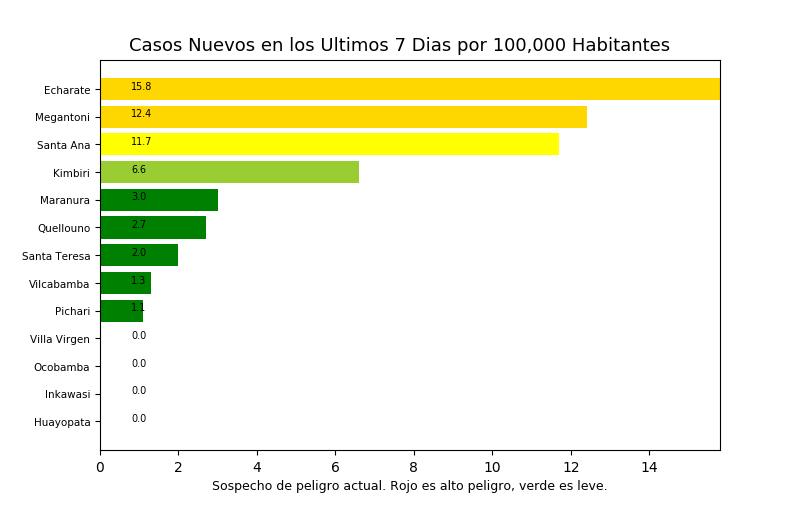 Casos Nuevos en los Ultimos 7 Dias por 100,000 Habitantes
Echarate 15.8
Megantoni 12.4
Santa Ana 11.7
Kimbiri 6.6
Maranura 3.0
Quellouno 2.7
Santa Teresa 2.0
Vilcabamba 1.3
Pichari 1.1
Villa Virgen 0.0
Ocobamba 0.0
Inkawasi 0.0
Huayopata 0.0
0 2 4 6 8 10 12 14
Sospecho de peligro actual. Rojo es alto peligro, verde es leve.